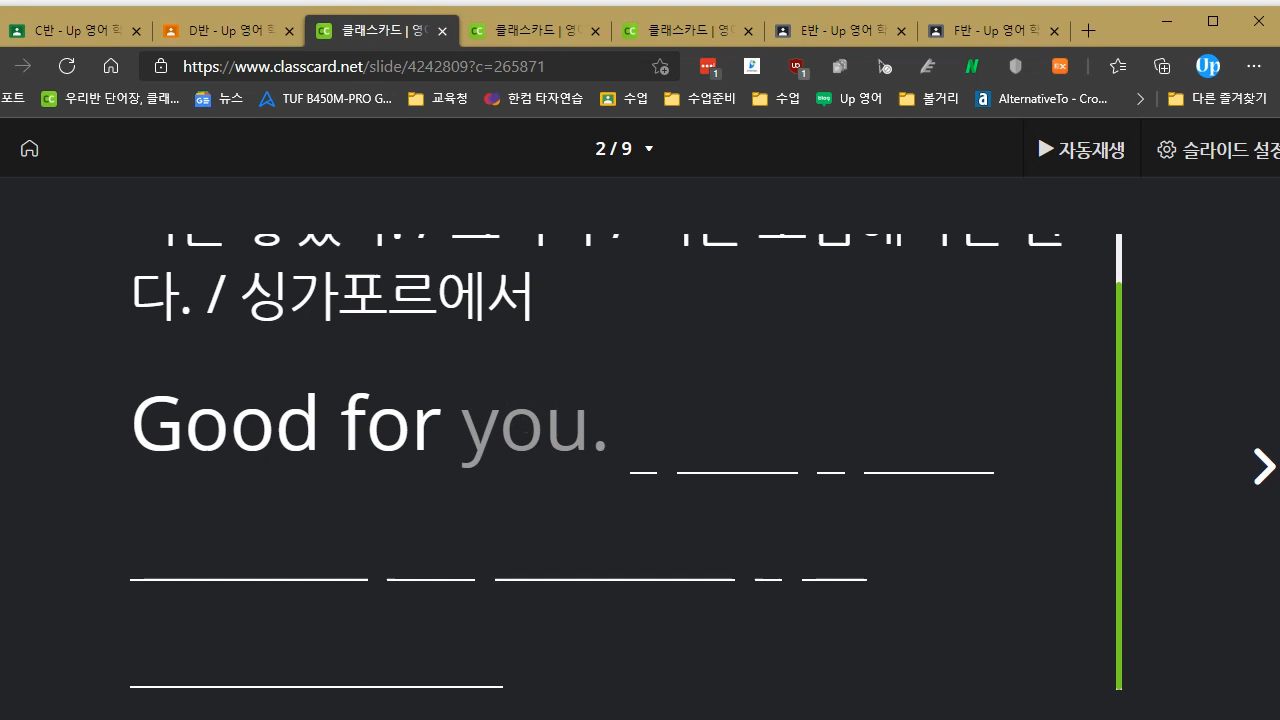 C반 - Up 영어 학
D반 - Up 영어 학
클래스카드 | 영어
클래스카드 | 영어
클래스카드 | 영어
E반 - Up 영어 학
F반 - Up 영어 학
https://www.classcard.net/slide/4242809?c=265871
1
1
Up
포트
우리반 단어장, 클래...
뉴스
TUF B450M-PRO G...
교육청
한컴 타자연습
수업
수업준비
수업
Up 영어
볼거리
AlternativeTo - Cro...
다른 즐겨찾기
2 / 9
자동재생
슬라이드 설정
다. / 싱가포르에서
Good for you.